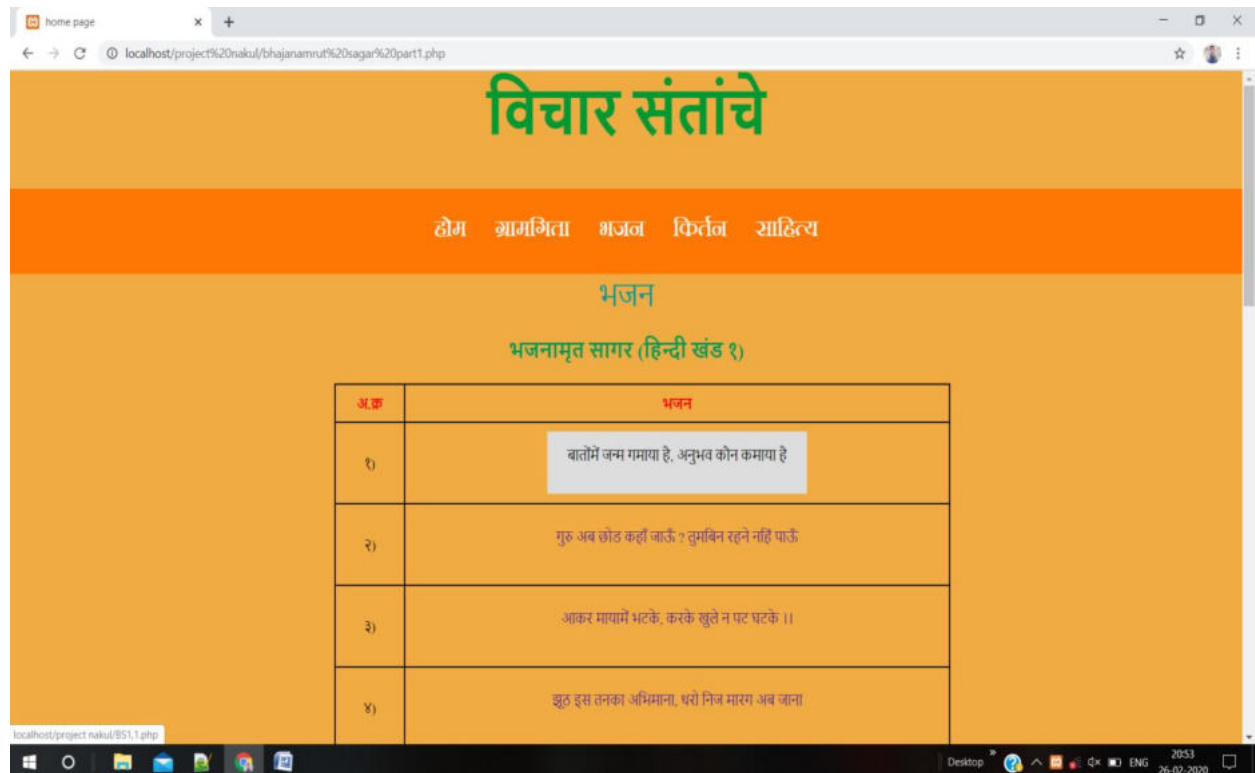 home page
localhost/project%20nakul/bhajanamrut%20sagar%20part1.php
विचार संतांचे
होम ग्रामगिता भजन किर्तन साहित्य
भजन
भजनामृत सागर (हिन्दी खंड १)
अ.क्र भजन
१) बातोंमें जन्म गमाया है, अनुभव कोन कमाया है
२) गुरु अब छोड कहाँ जाऊँ ? तुमबिन रहने नहिं पाऊँ
३) आकर मायामें भटके, करके खुले न पट घटके ।।
४) झूठ इस तनका अभिमाना, धरो निज मारग अब जाना
localhost/project nakul/BS1,1.php
Desktop ENG 20:53
26-02-2020